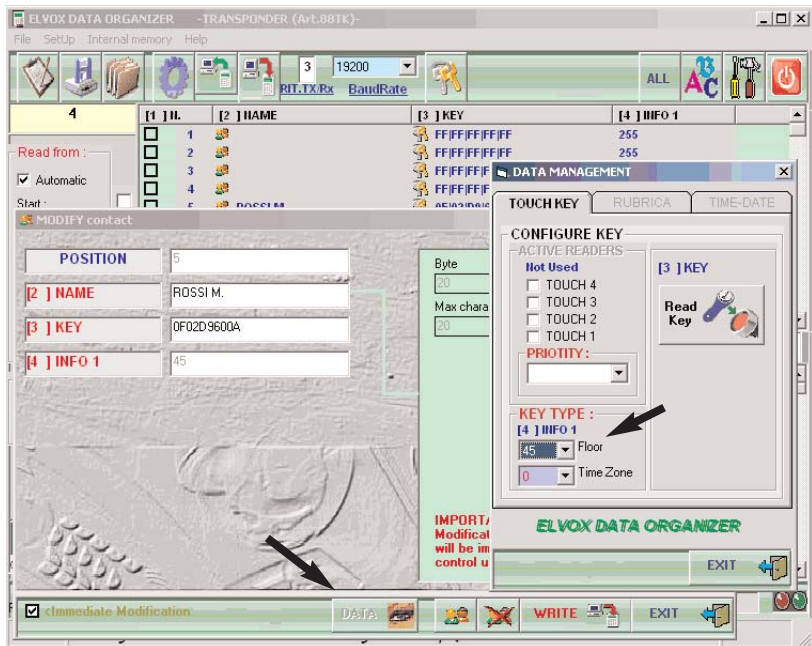 ELVOX DATA ORGANIZER -TRANSPONDER (Art.88TK)-
File SetUp Internal memory Help
3 19200
RIT.TX/Rx BaudRate
ALL
ABC
4 [1 ] N. [2 ] NAME [3 ] KEY [4 ] INFO 1
1 FF|FF|FF|FF|FF 255
2 FF|FF|FF|FF|FF 255
3 FF|FF|FF|F
4 FF|FF|FF|F
5 ROSSI M. 0F|02|D9|6
Read from :
Automatic
Start :
MODIFY contact
POSITION 5
[2 ] NAME ROSSI M.
[3 ] KEY 0F02D9600A
[4 ] INFO 1 45
Byte
20
Max chara
20
IMPORTA
Modificat
will be im
control u
<Immediate Modification
DATA
WRITE
EXIT
DATA MANAGEMENT
TOUCH KEY RUBRICA TIME-DATE
CONFIGURE KEY
ACTIVE READERS
Not Used
TOUCH 4
TOUCH 3
TOUCH 2
TOUCH 1
PRIOTITY :
[3 ] KEY
Read
Key
KEY TYPE :
[4 ] INFO 1
45 Floor
0 Time Zone
ELVOX DATA ORGANIZER
EXIT